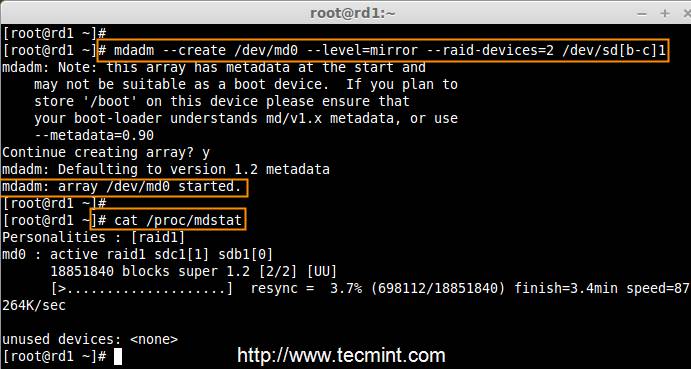 root@rd1:~
[root@rd1 ~]#
[root@rd1 ~]# mdadm --create /dev/md0 --level=mirror --raid-devices=2 /dev/sd[b-c]1
mdadm: Note: this array has metadata at the start and
    may not be suitable as a boot device.  If you plan to
    store '/boot' on this device please ensure that
    your boot-loader understands md/v1.x metadata, or use
    --metadata=0.90
Continue creating array? y
mdadm: Defaulting to version 1.2 metadata
mdadm: array /dev/md0 started.
[root@rd1 ~]#
[root@rd1 ~]# cat /proc/mdstat
Personalities : [raid1]
md0 : active raid1 sdc1[1] sdb1[0]
      18851840 blocks super 1.2 [2/2] [UU]
      [>....................]  resync =  3.7% (698112/18851840) finish=3.4min speed=87
264K/sec

unused devices: <none>
[root@rd1 ~]#
http://www.tecmint.com